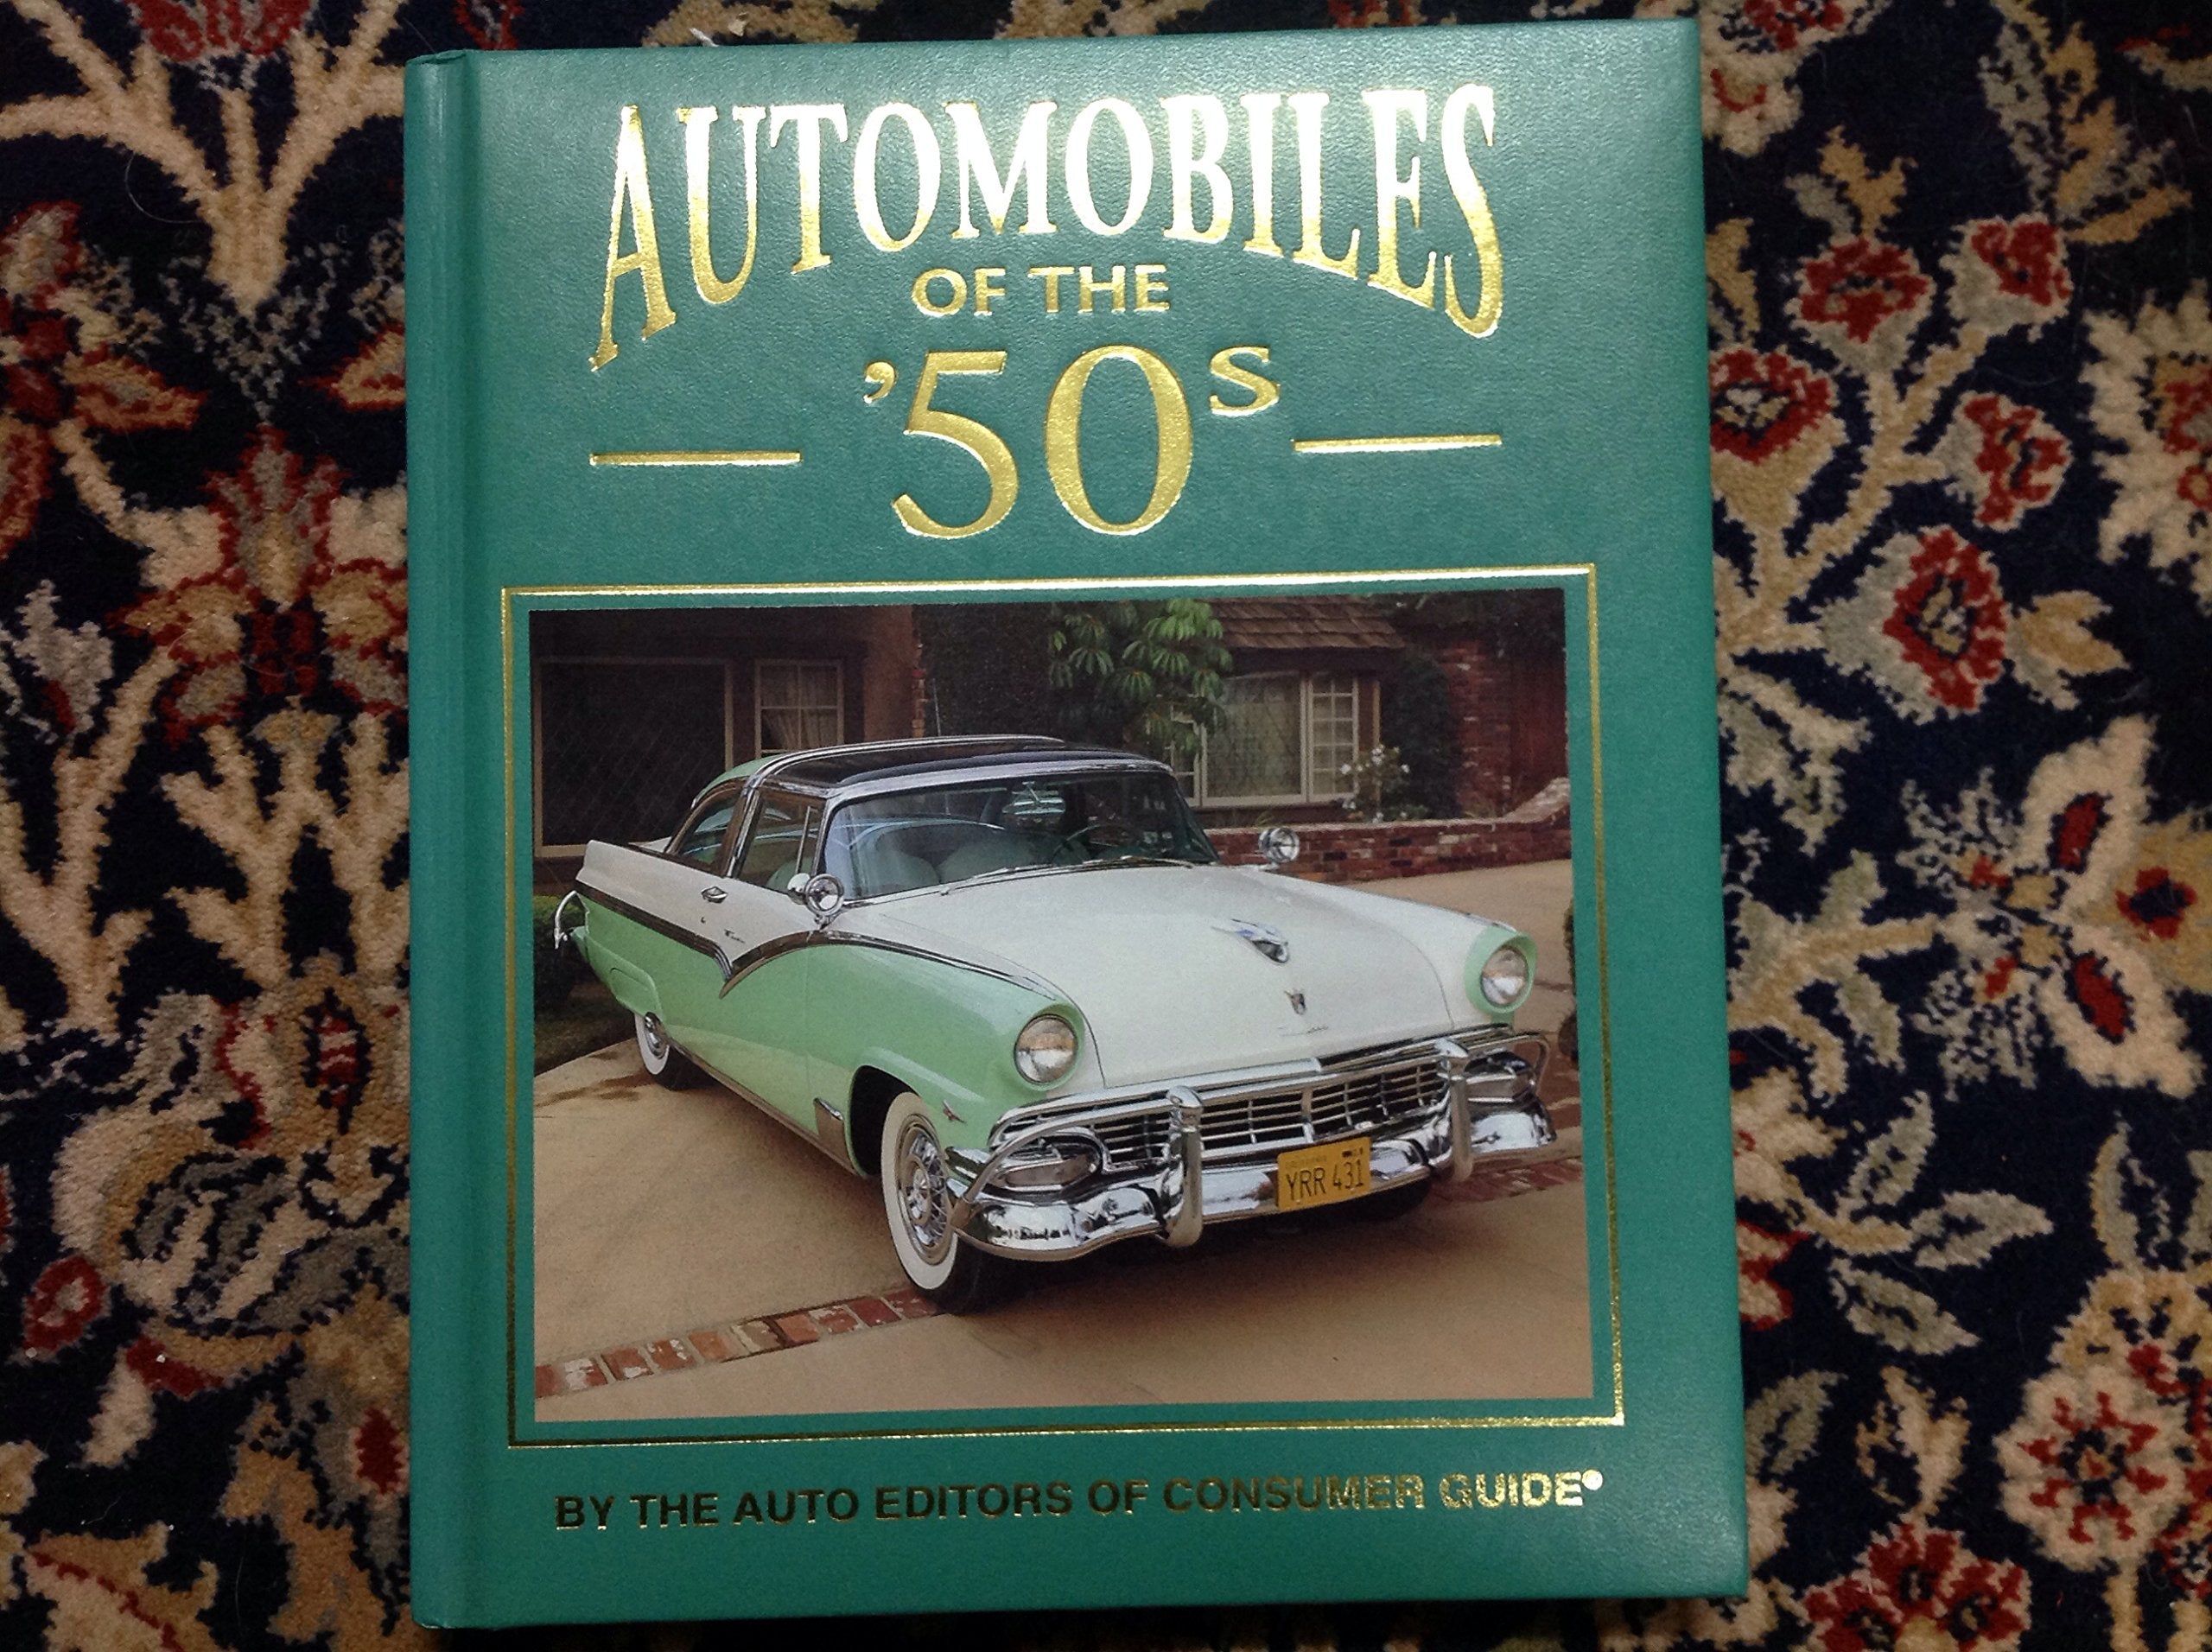 AUTOMOBILES
OF THE
’50s
YRR 431
BY THE AUTO EDITORS OF CONSUMER GUIDE®